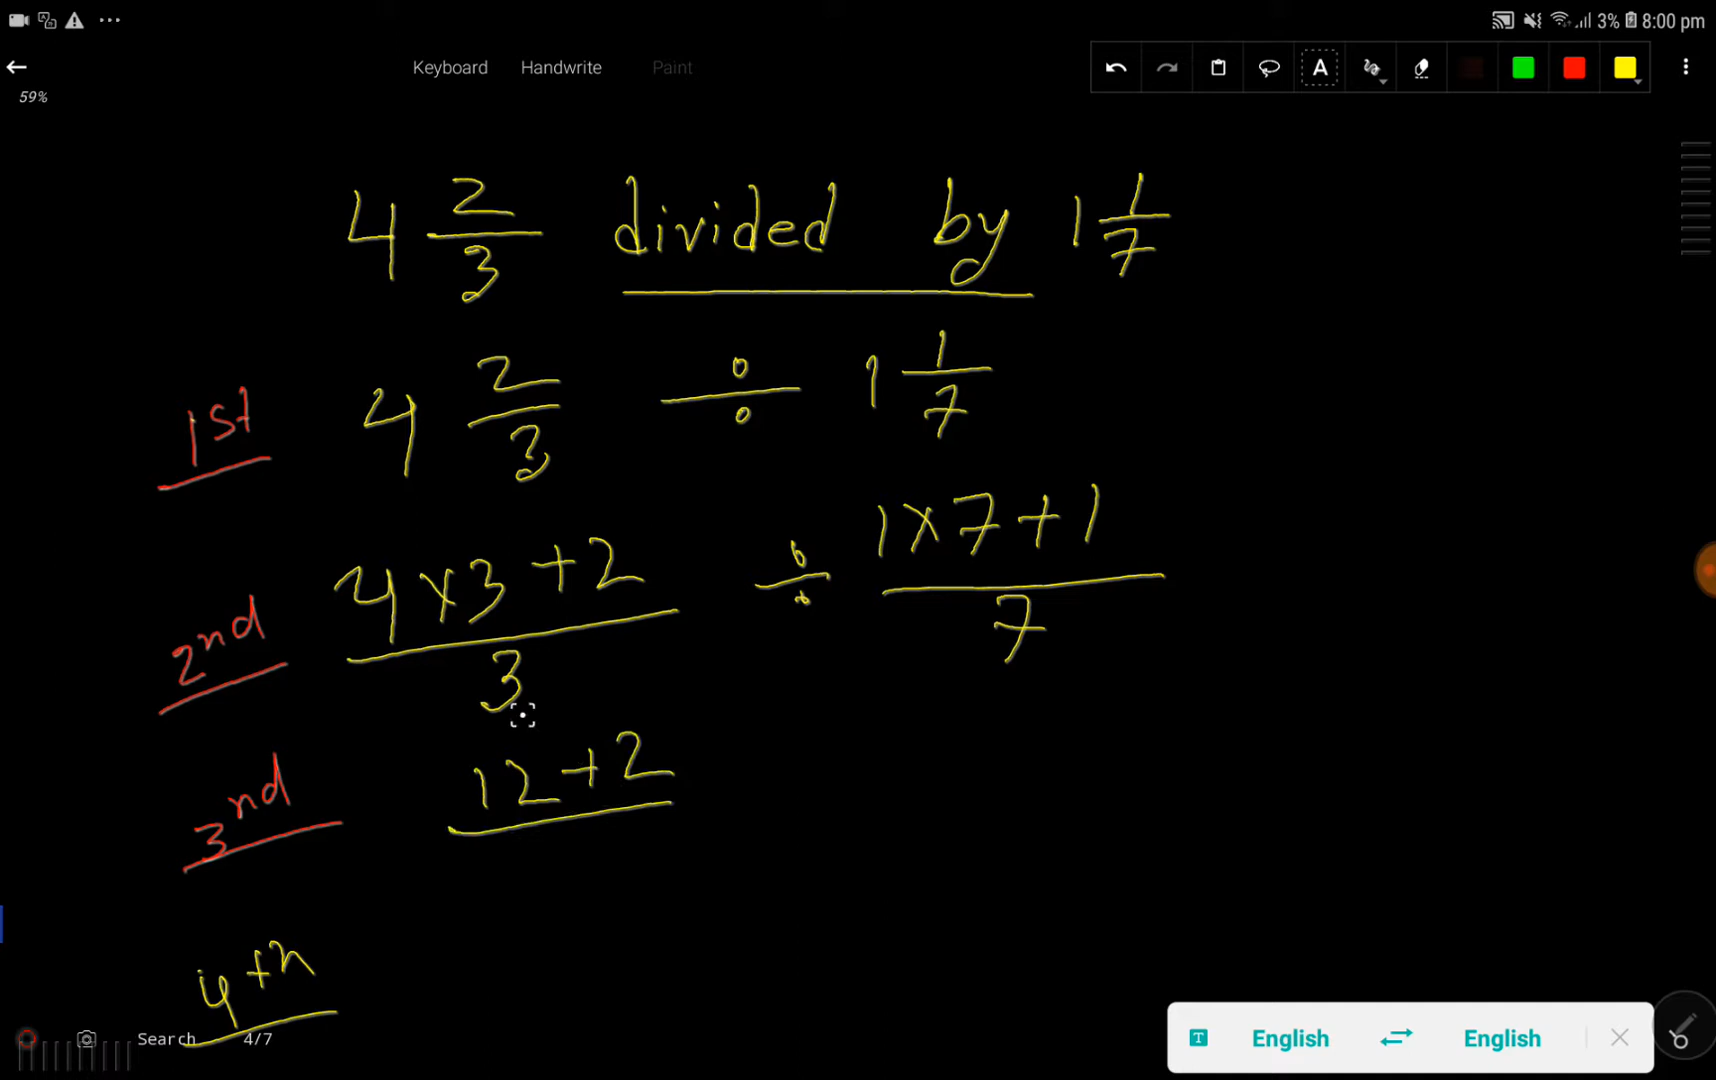 3% 8:00 pm
Keyboard Handwrite Paint A
59%
4 2/3 divided by 1 1/7
1st 4 2/3 ÷ 1 1/7
2nd 4×3+2/3 ÷ 1×7+1/7
3nd 12+2
4th
Search 4/7
T English English